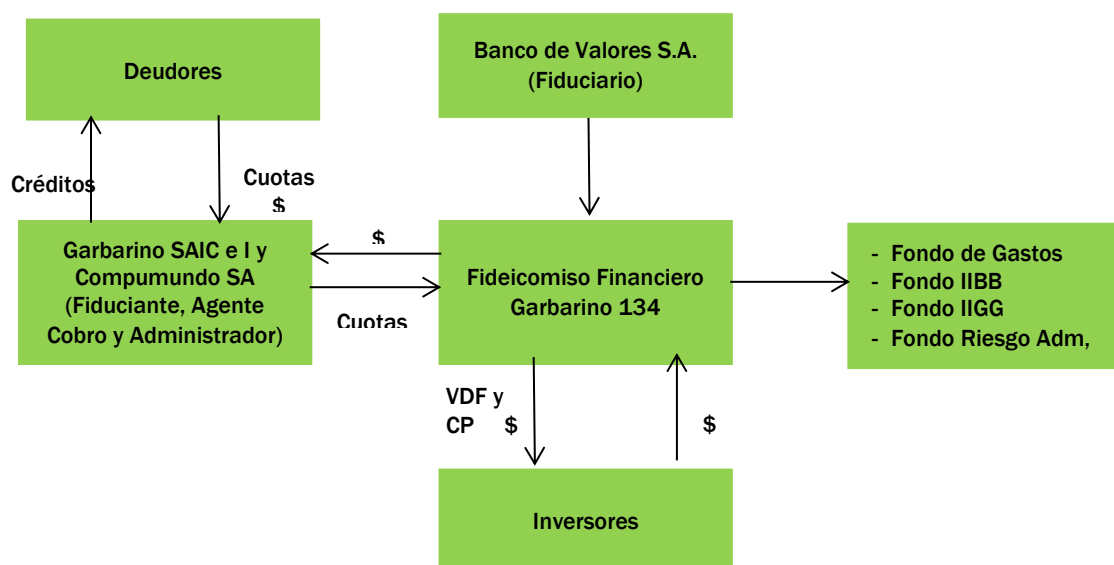 Deudores
Banco de Valores S.A.
(Fiduciario)
Créditos
Cuotas
$
Garbarino SAIC e I y
Compumundo SA
(Fiduciante, Agente
Cobro y Administrador)
$
Cuotas
Fideicomiso Financiero
Garbarino 134
- Fondo de Gastos
- Fondo IIBB
- Fondo IIGG
- Fondo Riesgo Adm,
VDF y
CP $
$
Inversores